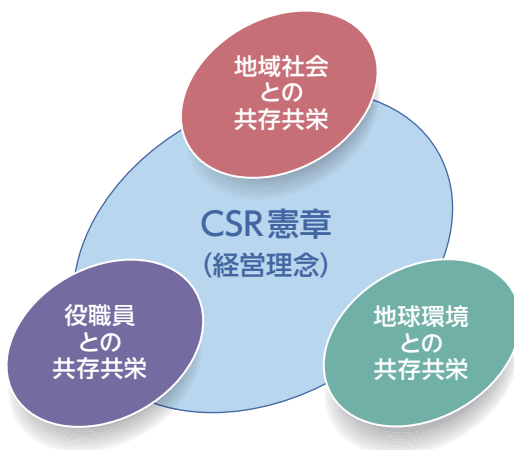 地域社会
との
共存共栄
CSR憲章
(経営理念)
役職員
との
共存共栄
地球環境
との
共存共栄